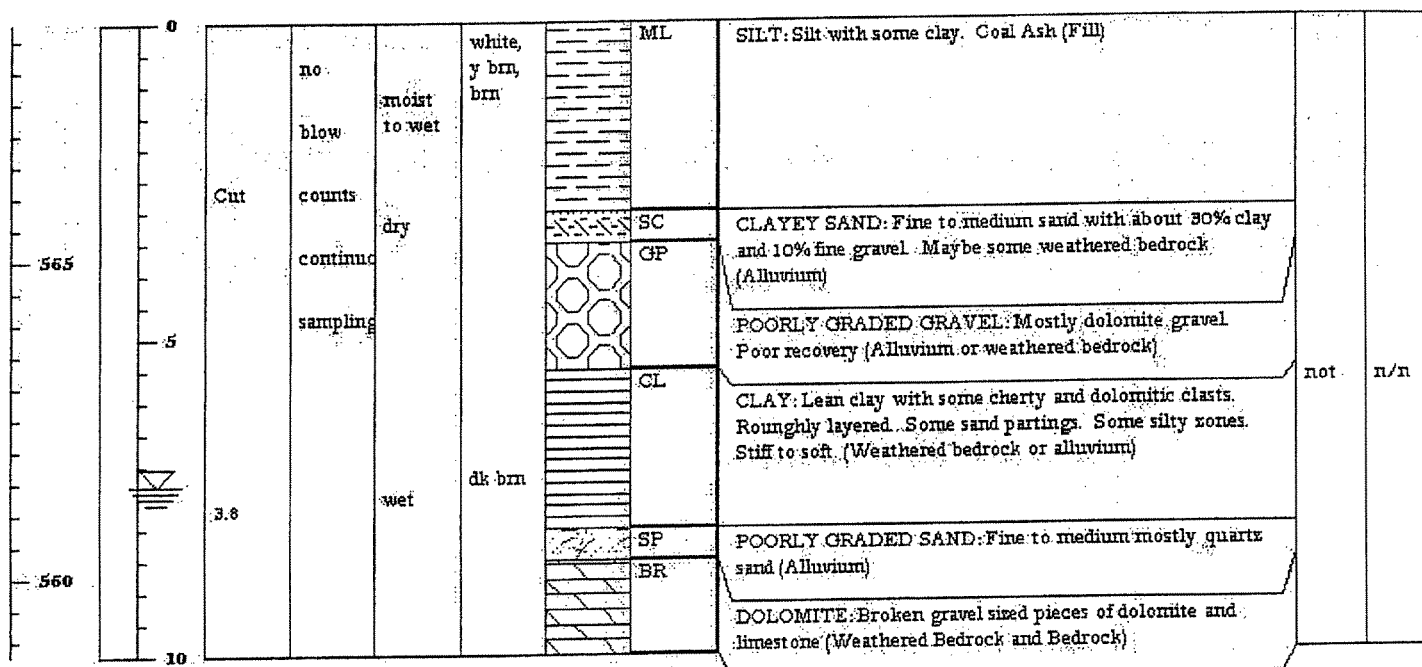 0
565
5
560
10
Cut
3.8
no
blow
counts
continuo
sampling
moist
to wet
dry
wet
white,
y brn,
brn
dk brn
ML
SC
GP
CL
SP
BR
SILT: Silt with some clay. Coal Ash (Fill)
CLAYEY SAND: Fine to medium sand with about 30% clay
and 10% fine gravel. Maybe some weathered bedrock
(Alluvium)
POORLY GRADED GRAVEL: Mostly dolomite gravel.
Poor recovery (Alluvium or weathered bedrock)
CLAY: Lean clay with some cherty and dolomitic clasts.
Rounghly layered. Some sand partings. Some silty zones.
Stiff to soft. (Weathered bedrock or alluvium)
POORLY GRADED SAND: Fine to medium mostly quartz
sand (Alluvium)
DOLOMITE: Broken gravel sized pieces of dolomite and
limestone (Weathered Bedrock and Bedrock)
not
n/n